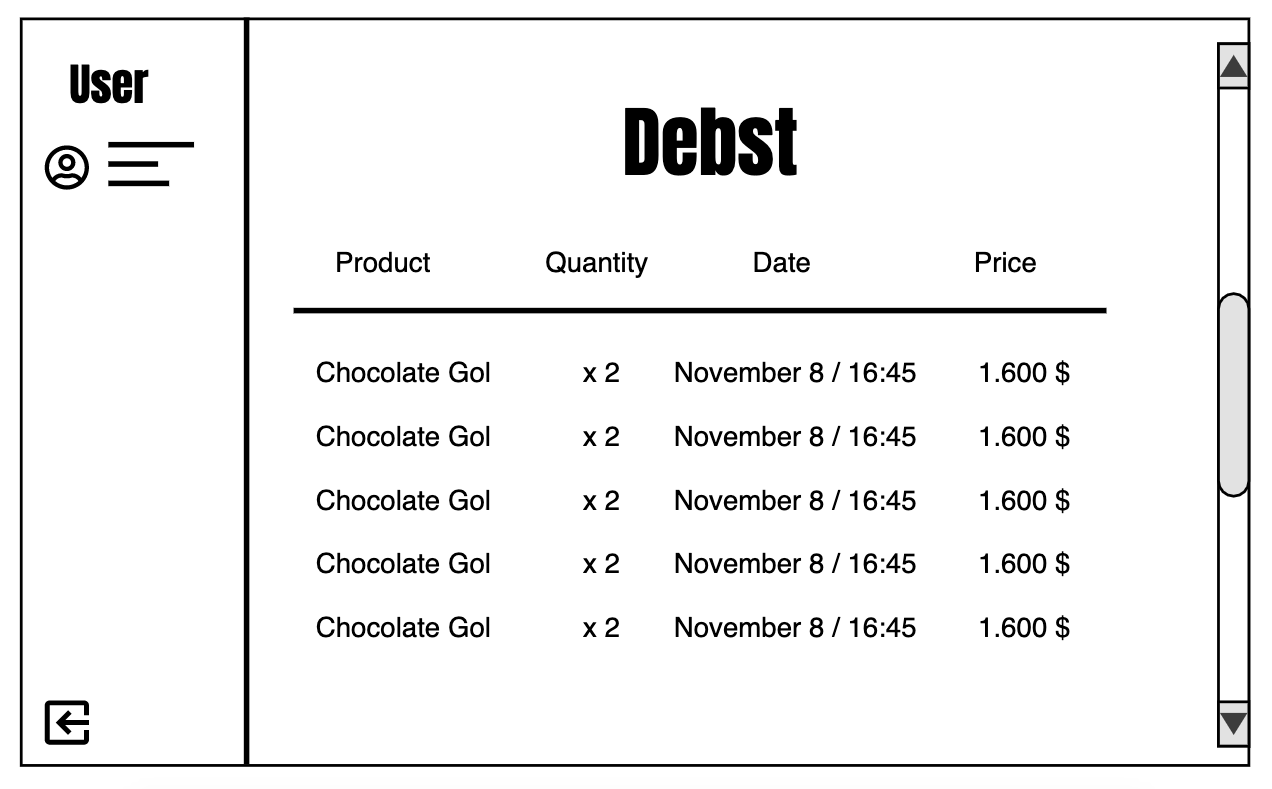 User
Debst
Product Quantity Date Price
Chocolate Gol x 2 November 8 / 16:45 1.600 $
Chocolate Gol x 2 November 8 / 16:45 1.600 $
Chocolate Gol x 2 November 8 / 16:45 1.600 $
Chocolate Gol x 2 November 8 / 16:45 1.600 $
Chocolate Gol x 2 November 8 / 16:45 1.600 $